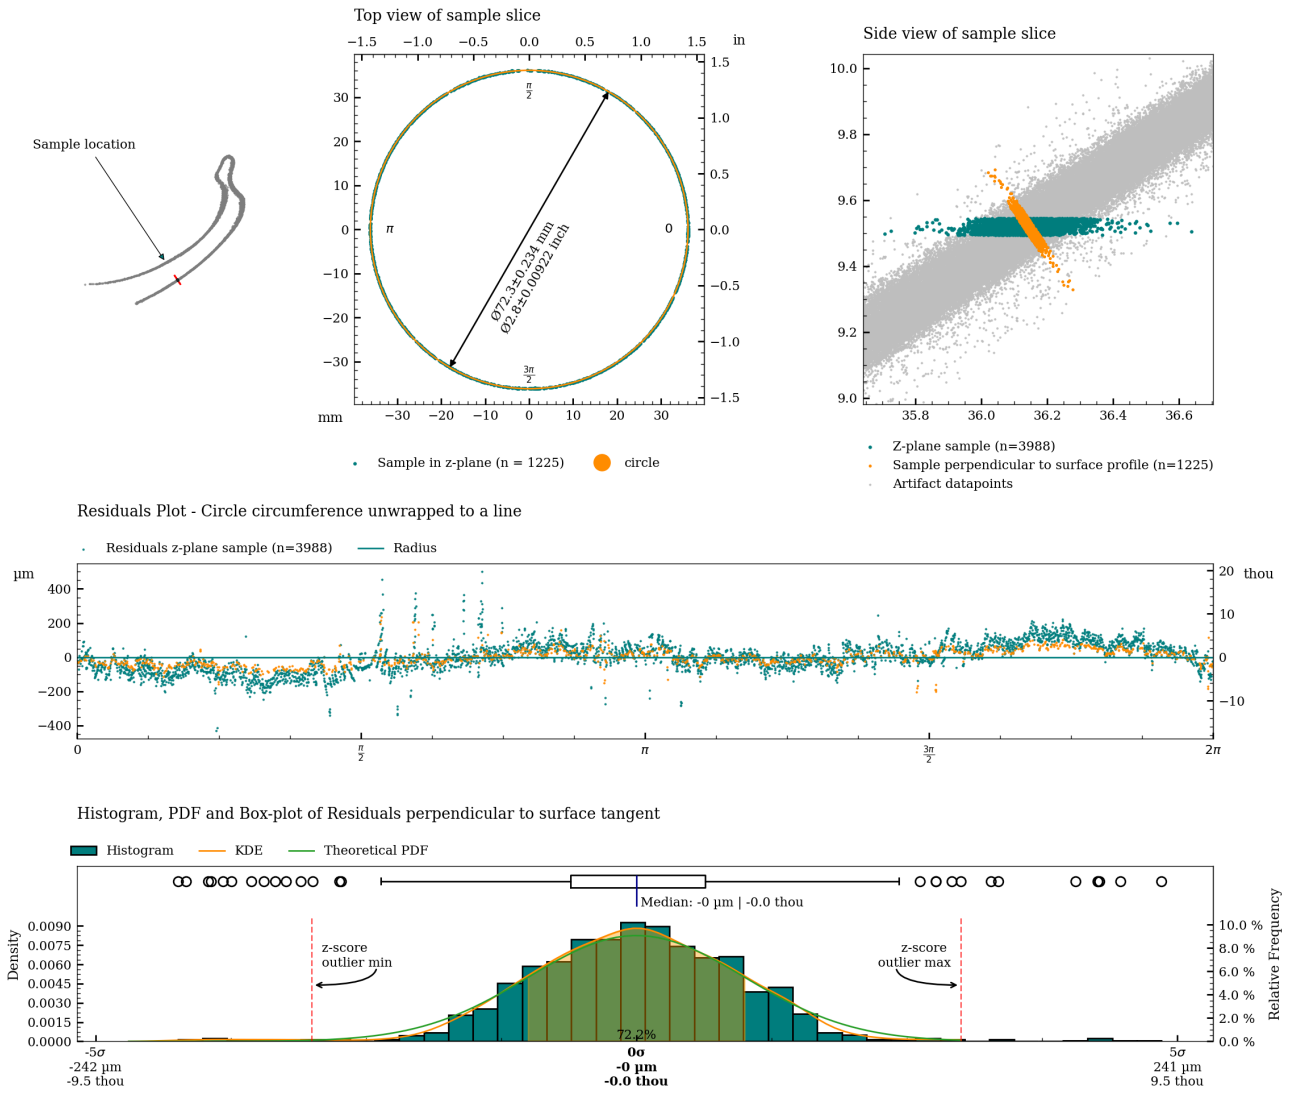 Top view of sample slice
−1.5 −1.0 −0.5 0.0 0.5 1.0 1.5 in
Side view of sample slice
Sample location
30
20
10
0
−10
−20
−30
mm
−30 −20 −10 0 10 20 30
1.5
1.0
0.5
0.0
−0.5
−1.0
−1.5
π/2
π
0
3π/2
Ø72.3±0.234 mm
Ø2.8±0.00922 inch
Sample in z-plane (n = 1225) circle
10.0
9.8
9.6
9.4
9.2
9.0
35.8 36.0 36.2 36.4 36.6
Z-plane sample (n=3988)
Sample perpendicular to surface profile (n=1225)
Artifact datapoints
Residuals Plot - Circle circumference unwrapped to a line
Residuals z-plane sample (n=3988) Radius
µm
400
200
0
−200
−400
20 thou
10
0
−10
0 π/2 π 3π/2 2π
Histogram, PDF and Box-plot of Residuals perpendicular to surface tangent
Histogram KDE Theoretical PDF
Median: -0 µm | -0.0 thou
Density
0.0090
0.0075
0.0060
0.0045
0.0030
0.0015
0.0000
z-score
outlier min
z-score
outlier max
72.2%
10.0 %
8.0 %
6.0 %
4.0 %
2.0 %
0.0 %
Relative Frequency
-5σ 0σ 5σ
-242 µm -0 µm 241 µm
-9.5 thou -0.0 thou 9.5 thou